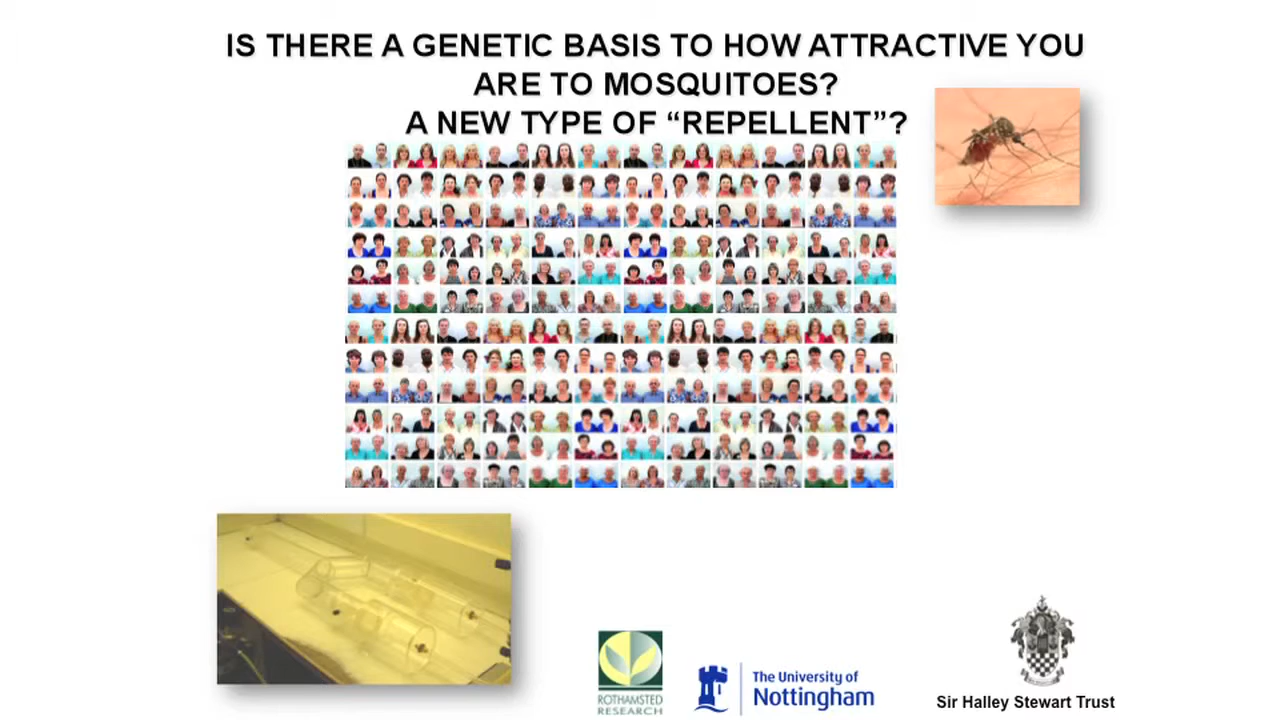 IS THERE A GENETIC BASIS TO HOW ATTRACTIVE YOU
ARE TO MOSQUITOES?
A NEW TYPE OF “REPELLENT”?
ROTHAMSTED
RESEARCH
The University of
Nottingham
Sir Halley Stewart Trust